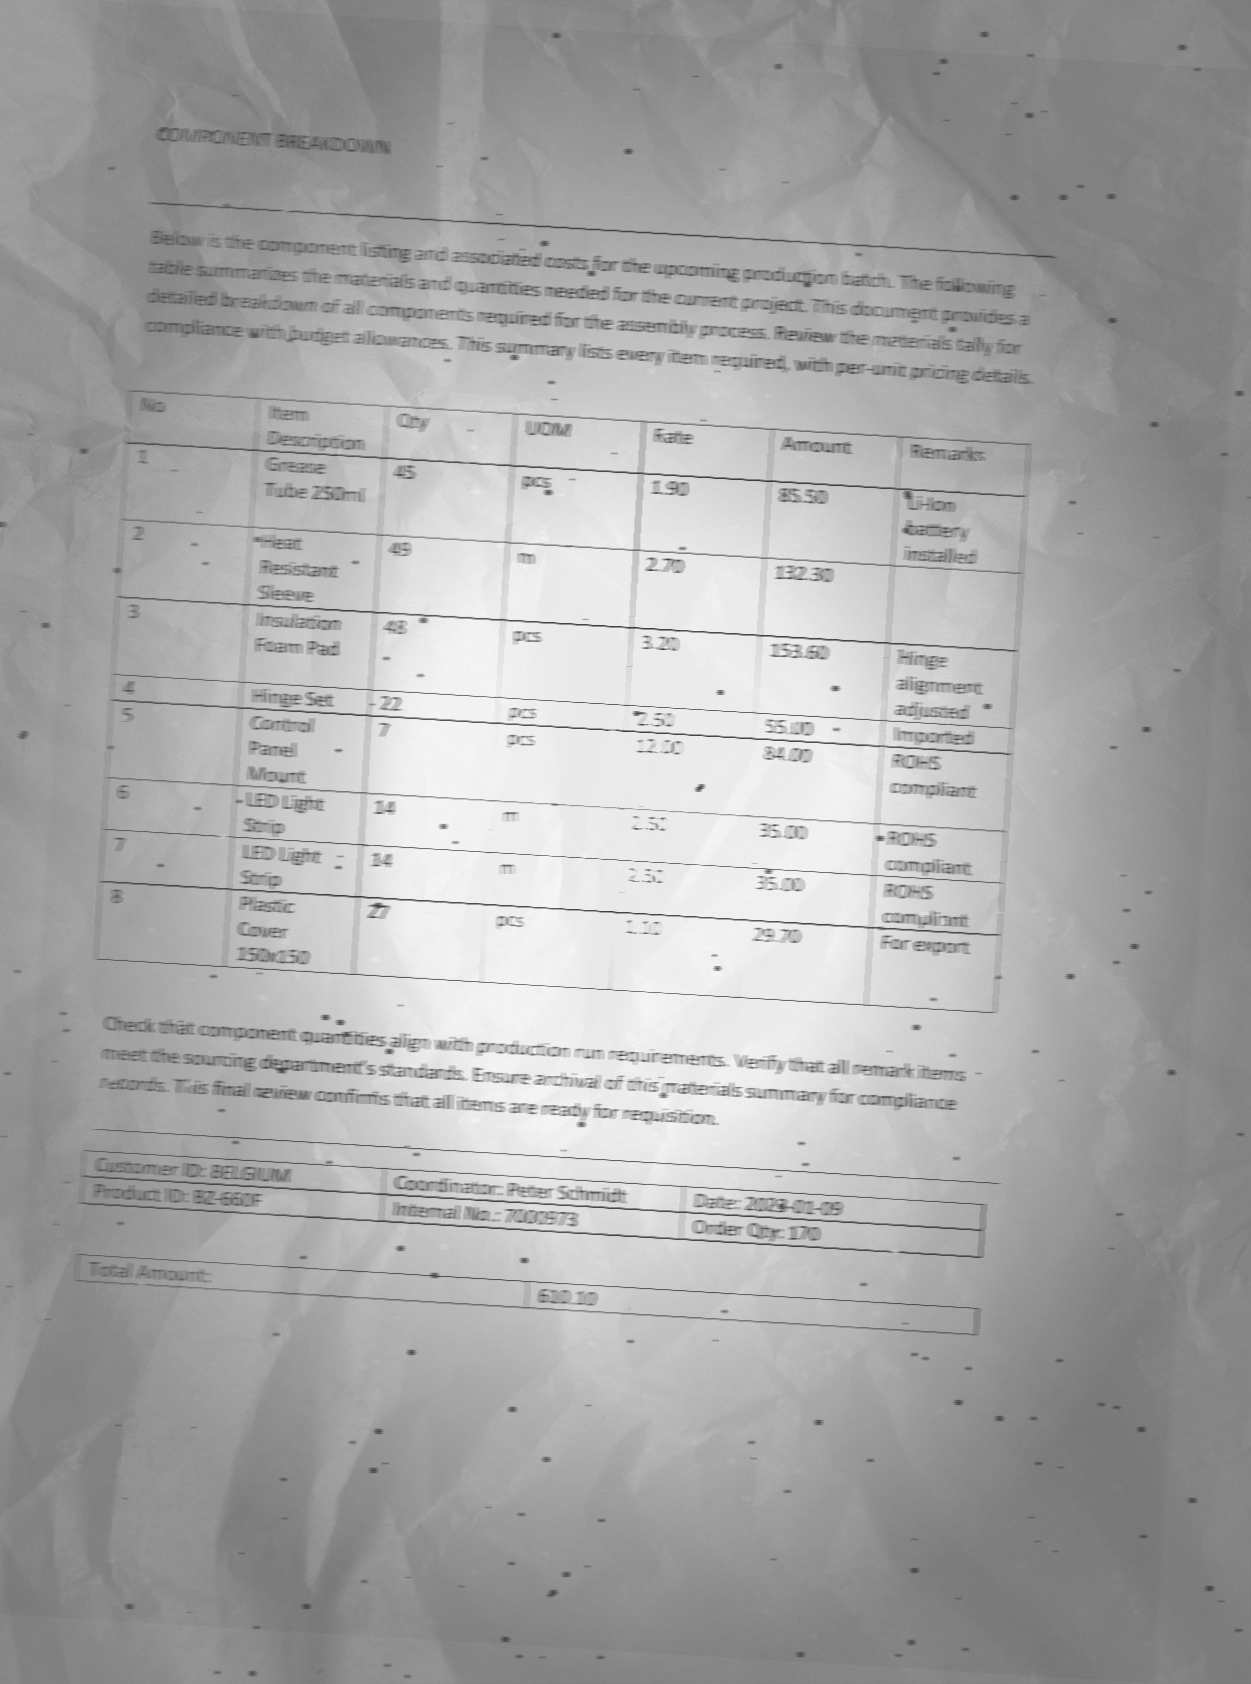 COMPONENT BREAKDOWN
Below is the component listing and associated costs for the upcoming production batch. The following
table summarizes the materials and quantities needed for the current project. This document provides a
detailed breakdown of all components required for the assembly process. Review the materials tally for
compliance with budget allowances. This summary lists every item required, with per-unit pricing details.
No Item Description Qty UOM Rate Amount Remarks
1 Grease Tube 250ml 45 pcs 1.90 85.50 Li-Ion battery installed
2 Heat Resistant Sleeve 49 m 2.70 132.30
3 Insulation Foam Pad 48 pcs 3.20 153.60 Hinge alignment adjusted
4 Hinge Set 22 pcs 2.50 55.00 Imported
5 Control Panel Mount 7 pcs 12.00 84.00 ROHS compliant
6 LED Light Strip 14 m 2.50 35.00 ROHS compliant
7 LED Light Strip 14 m 2.50 35.00 ROHS compliant
8 Plastic Cover 150x150 27 pcs 1.10 29.70 For export
Check that component quantities align with production run requirements. Verify that all remark items
meet the sourcing department's standards. Ensure archival of this materials summary for compliance
records. This final review confirms that all items are ready for requisition.
Customer ID: BELGIUM Coordinator: Peter Schmidt Date: 2023-01-09
Product ID: BZ-660F Internal No.: 7000973 Order Qty: 170
Total Amount: 610.10